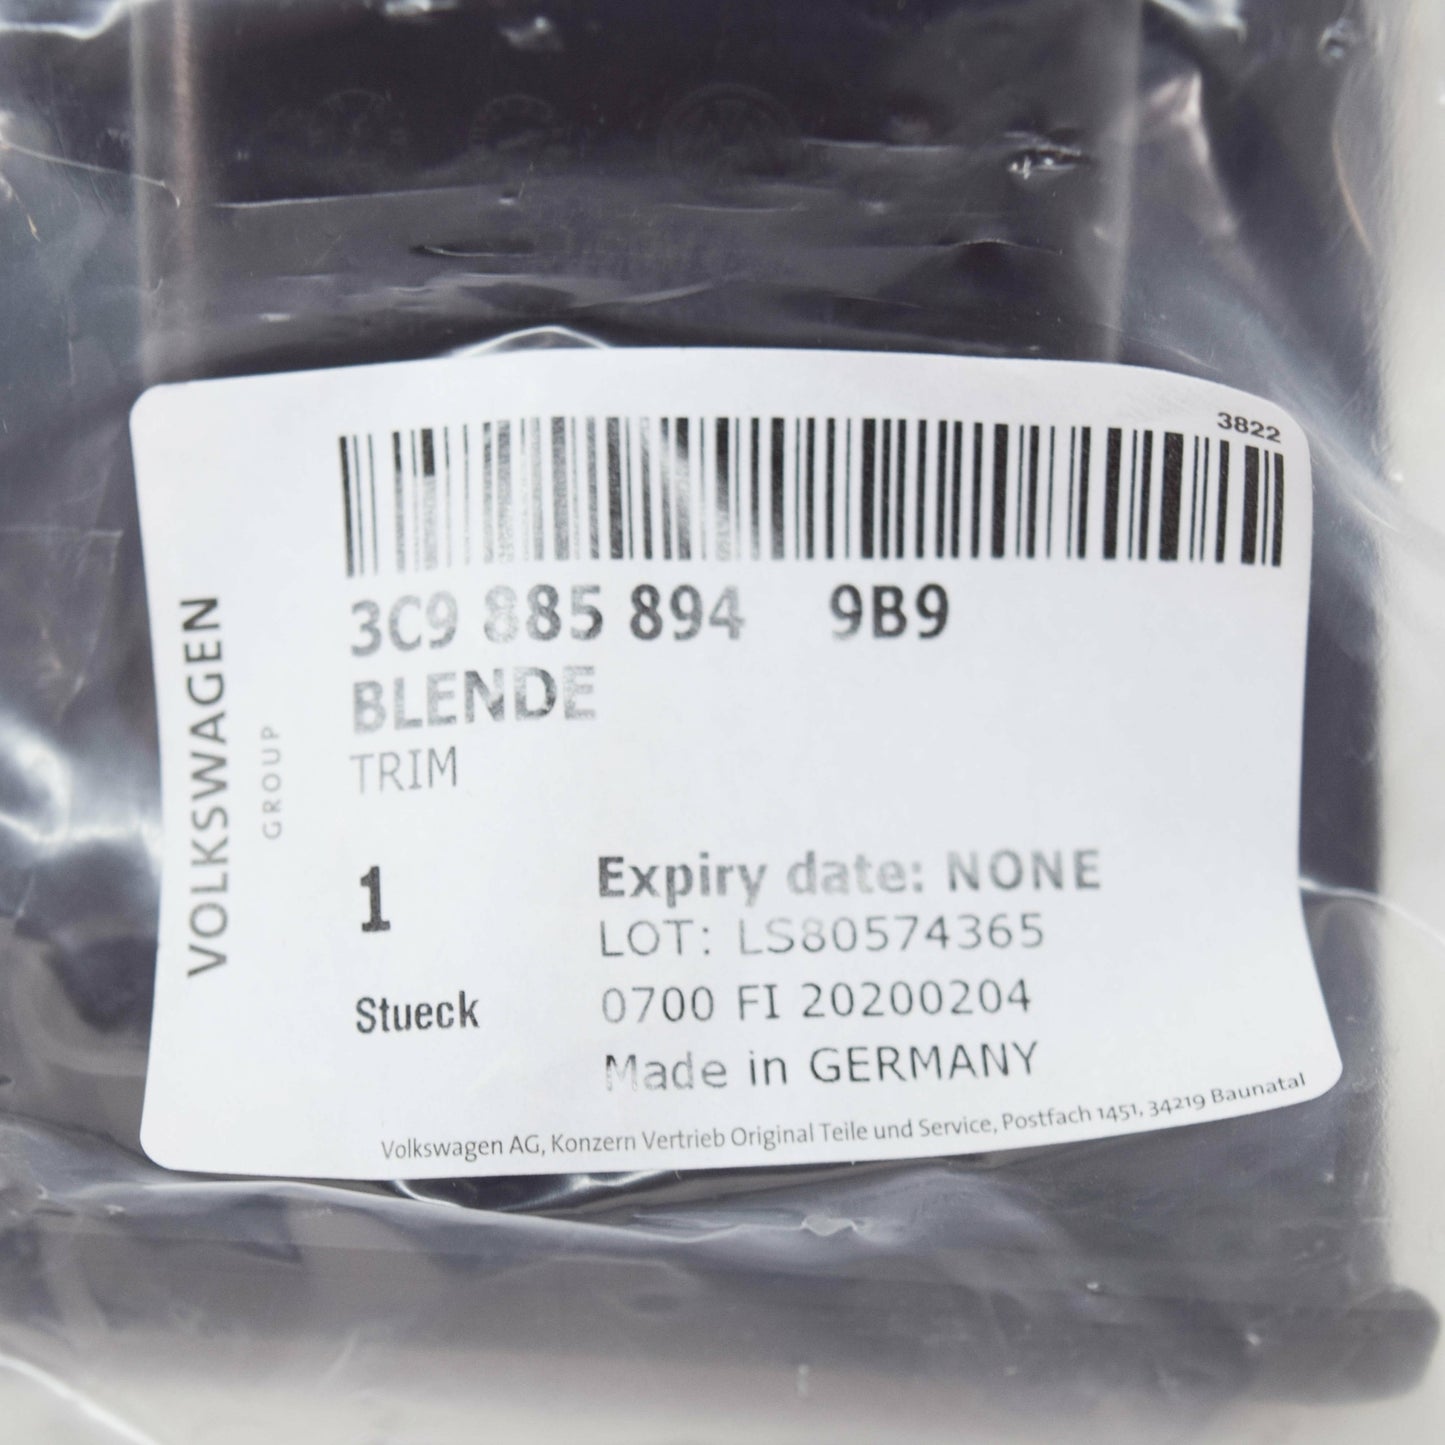 3822
3C9 885 894 9B9
BLENDE
TRIM
VOLKSWAGEN
GROUP
1
Stueck
Expiry date: NONE
LOT: LS80574365
0700 FI 20200204
Made in GERMANY
Volkswagen AG, Konzern Vertrieb Original Teile und Service, Postfach 1451, 34219 Baunatal